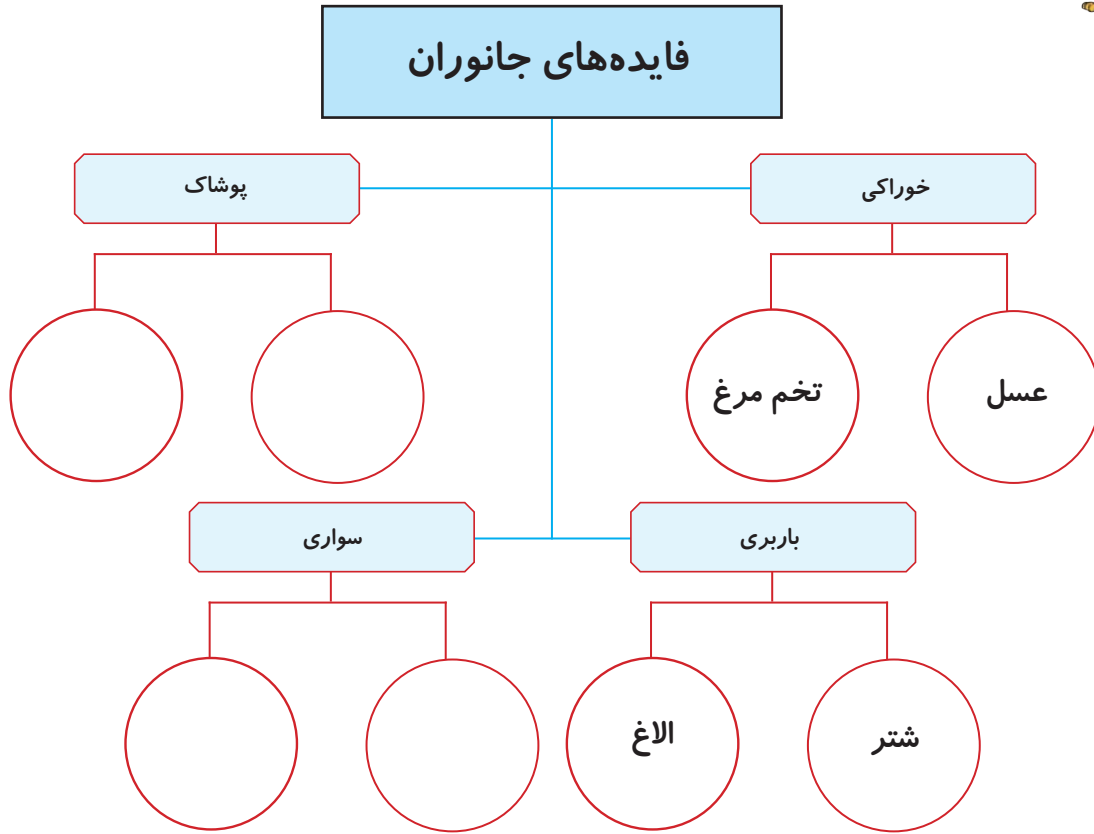 فایده‌های جانوران
خوراکی
پوشاک
عسل
تخم مرغ
باربری
سواری
شتر
الاغ